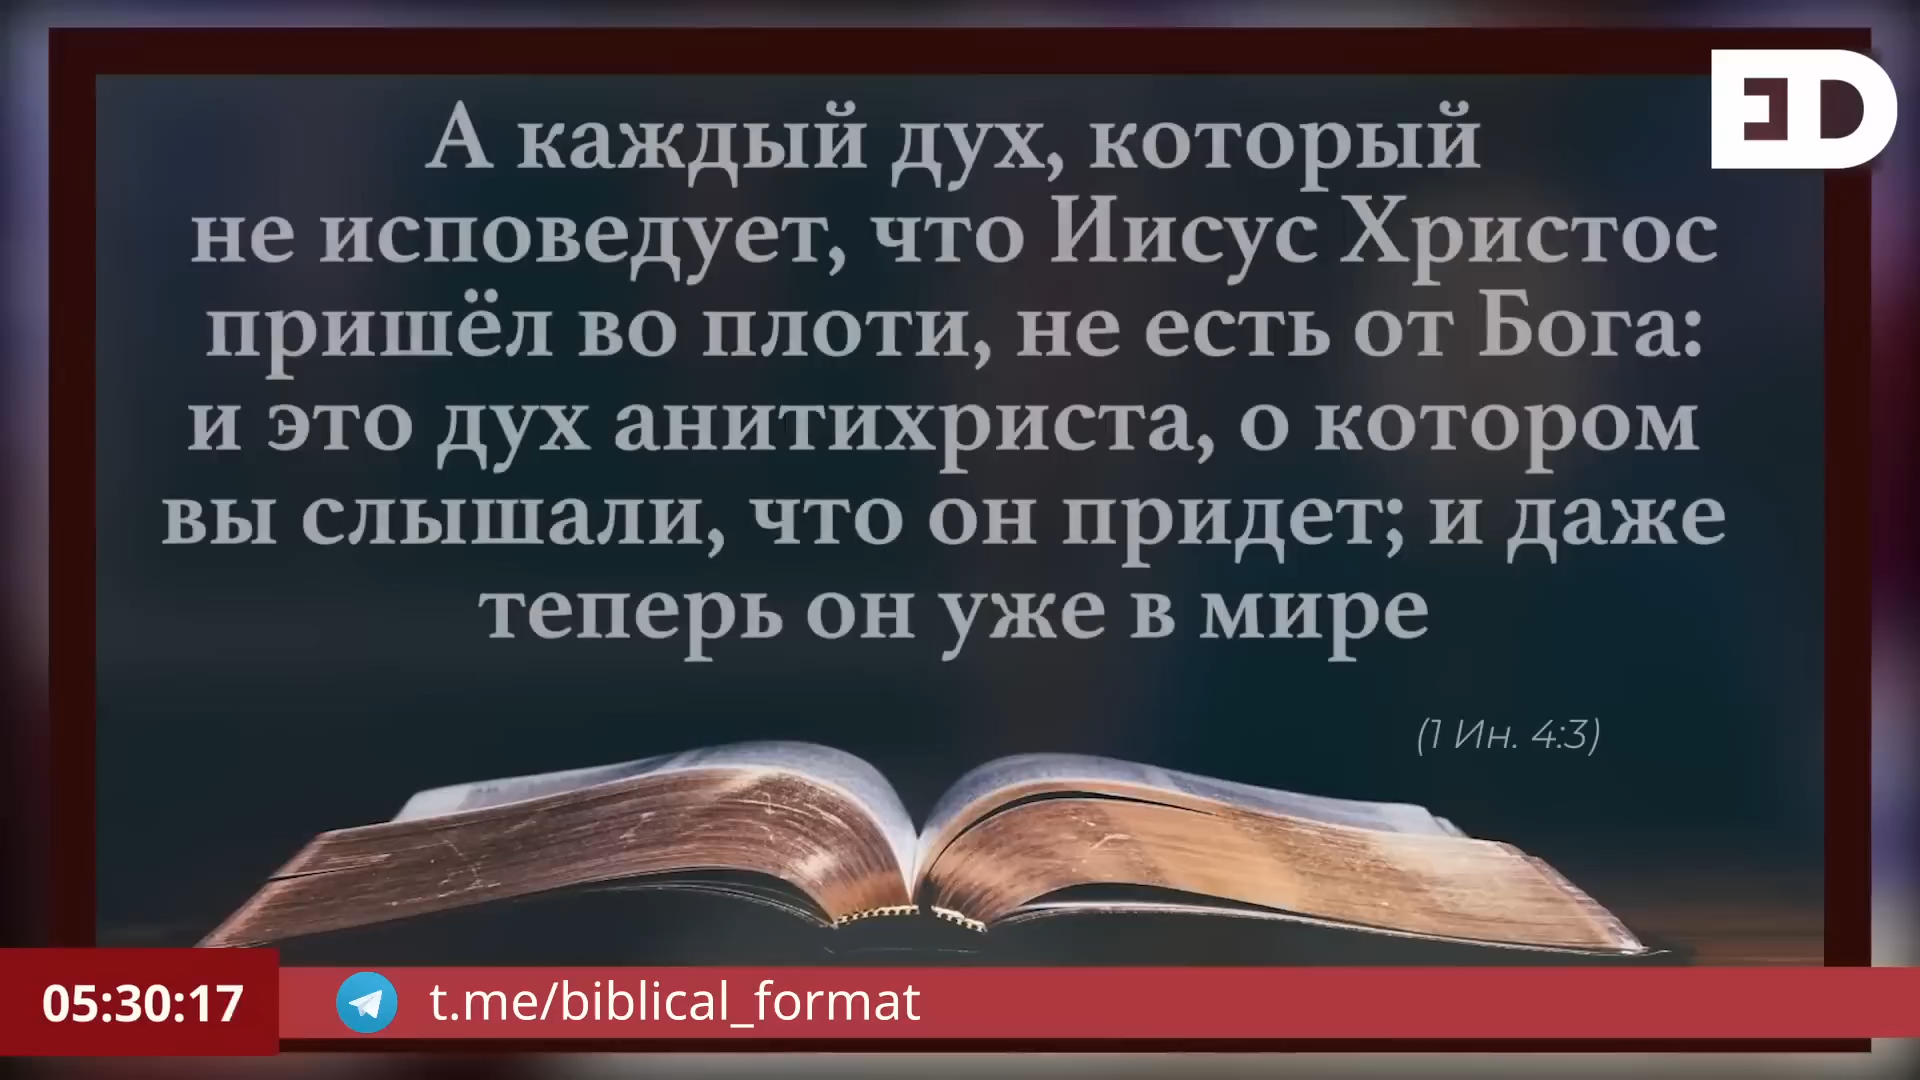 А каждый дух, который
не исповедует, что Иисус Христос
пришёл во плоти, не есть от Бога:
и это дух анитихриста, о котором
вы слышали, что он придет; и даже
теперь он уже в мире
(1 Ин. 4:3)
05:30:17
t.me/biblical_format